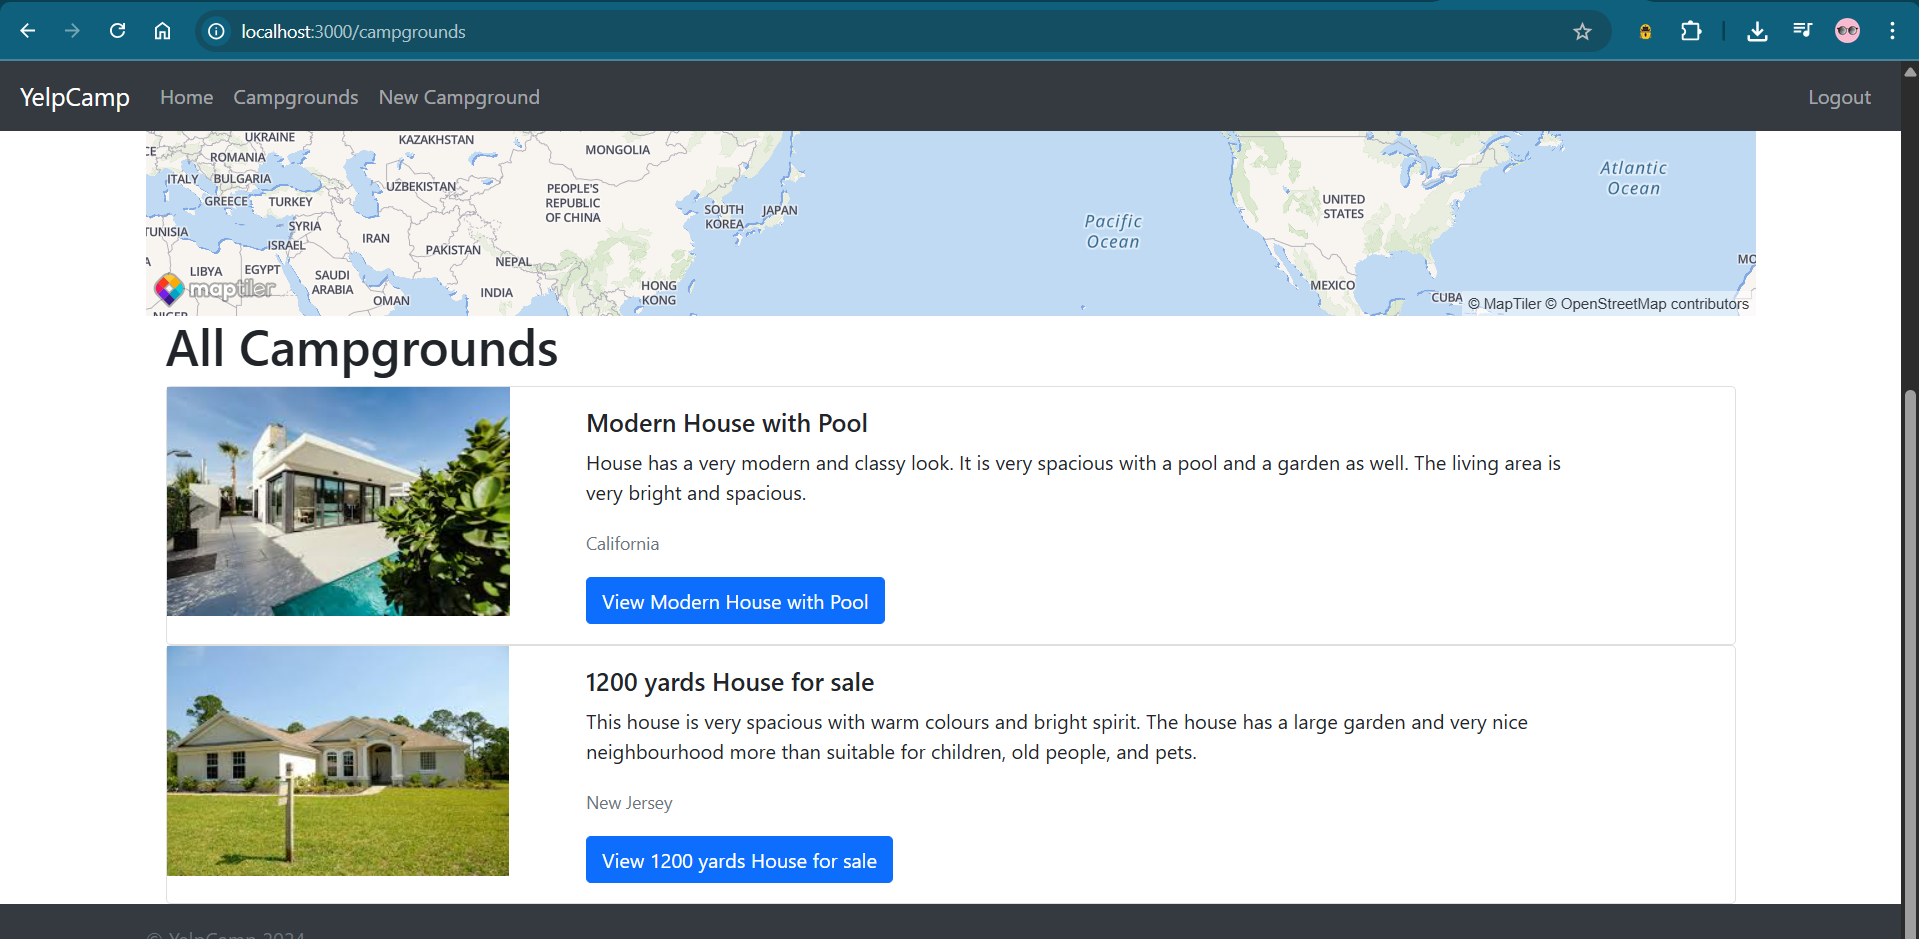 localhost:3000/campgrounds
YelpCamp Home Campgrounds New Campground Logout
UKRAINE
KAZAKHSTAN
MONGOLIA
CE
ROMANIA
Atlantic
Ocean
ITALY BULGARIA
UZBEKISTAN
PEOPLE'S
REPUBLIC
OF CHINA
UNITED
STATES
GREECE TURKEY
SOUTH
KOREA
JAPAN
Pacific
Ocean
TUNISIA
SYRIA
ISRAEL
IRAN
PAKISTAN
NEPAL
A
LIBYA
EGYPT
SAUDI
ARABIA
OMAN
INDIA
HONG
KONG
MEXICO
CUBA
MO
NIGER
maptiler
© MapTiler © OpenStreetMap contributors
All Campgrounds
Modern House with Pool
House has a very modern and classy look. It is very spacious with a pool and a garden as well. The living area is
very bright and spacious.
California
View Modern House with Pool
1200 yards House for sale
This house is very spacious with warm colours and bright spirit. The house has a large garden and very nice
neighbourhood more than suitable for children, old people, and pets.
New Jersey
View 1200 yards House for sale
© YelpCamp 2024